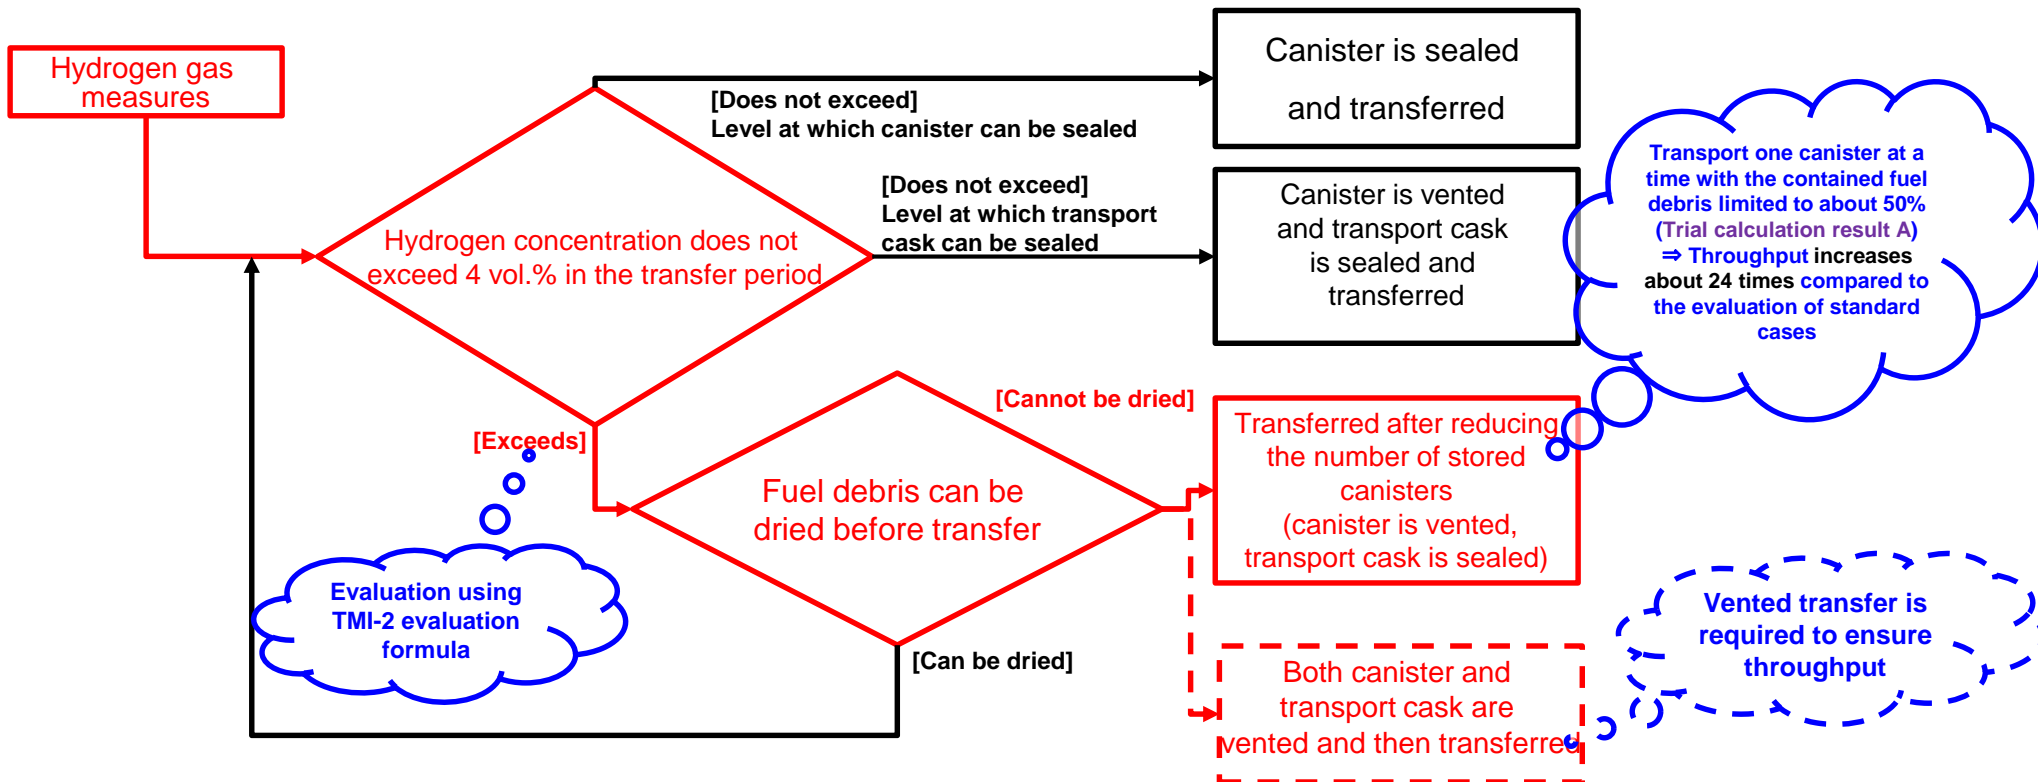 Hydrogen gas
measures
[Does not exceed]
Level at which canister can be sealed
Canister is sealed
and transferred
Hydrogen concentration does not
exceed 4 vol.% in the transfer period
[Does not exceed]
Level at which transport
cask can be sealed
Canister is vented
and transport cask
is sealed and
transferred
Transport one canister at a
time with the contained fuel
debris limited to about 50%
(Trial calculation result A)
⇒ Throughput increases
about 24 times compared to
the evaluation of standard
cases
[Exceeds]
Evaluation using
TMI-2 evaluation
formula
Fuel debris can be
dried before transfer
[Cannot be dried]
[Can be dried]
Transferred after reducing
the number of stored
canisters
(canister is vented,
transport cask is sealed)
Both canister and
transport cask are
vented and then transferred
Vented transfer is
required to ensure
throughput